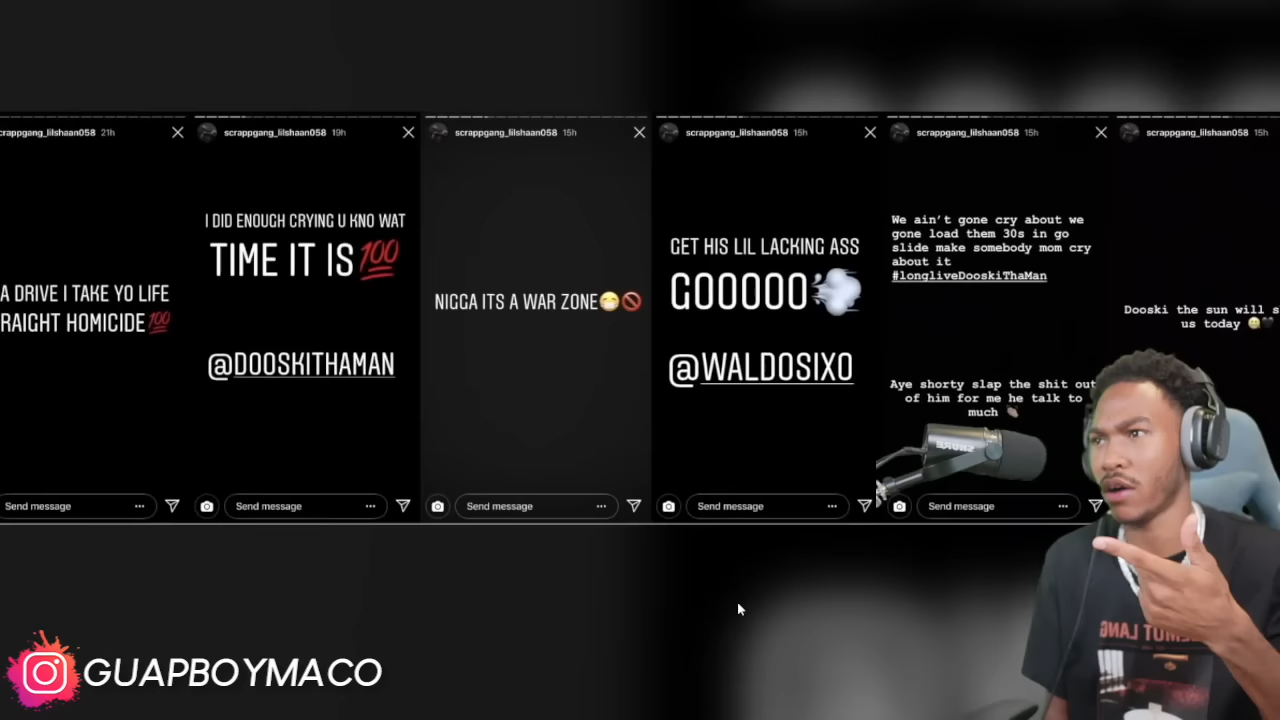 crappgang_lilshaan058 21h
A DRIVE I TAKE YO LIFE
RAIGHT HOMICIDE💯
Send message
scrappgang_lilshaan058 19h
I DID ENOUGH CRYING U KNO WAT
TIME IT IS💯
@DOOSKITHAMAN
Send message
scrappgang_lilshaan058 15h
NIGGA ITS A WAR ZONE😷🚫
Send message
scrappgang_lilshaan058 15h
GET HIS LIL LACKING ASS
GOOOOO💨
@WALDOSIXO
Send message
scrappgang_lilshaan058 15h
We ain't gone cry about we
gone load them 30s in go
slide make somebody mom cry
about it
#longliveDooskiThaMan
Aye shorty slap the shit out
of him for me he talk to
much
Send message
scrappgang_lilshaan058 15h
Dooski the sun will s
us today
SHURE
GUAPBOYMACO